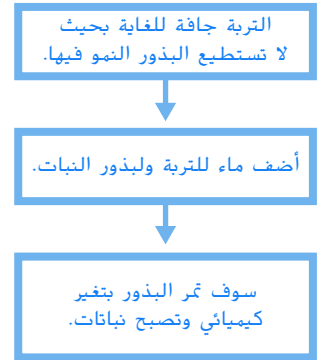 التربة جافة للغاية بحيث
لا تستطيع البذور النمو فيها.
أضف ماء للتربة ولبذور النبات.
سوف تمر البذور بتغير
كيميائي وتصبح نباتات.